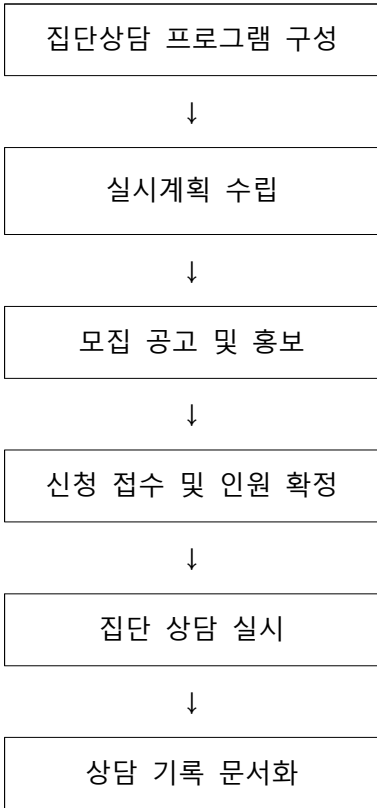 집단상담 프로그램 구성
↓
실시계획 수립
↓
모집 공고 및 홍보
↓
신청 접수 및 인원 확정
↓
집단 상담 실시
↓
상담 기록 문서화